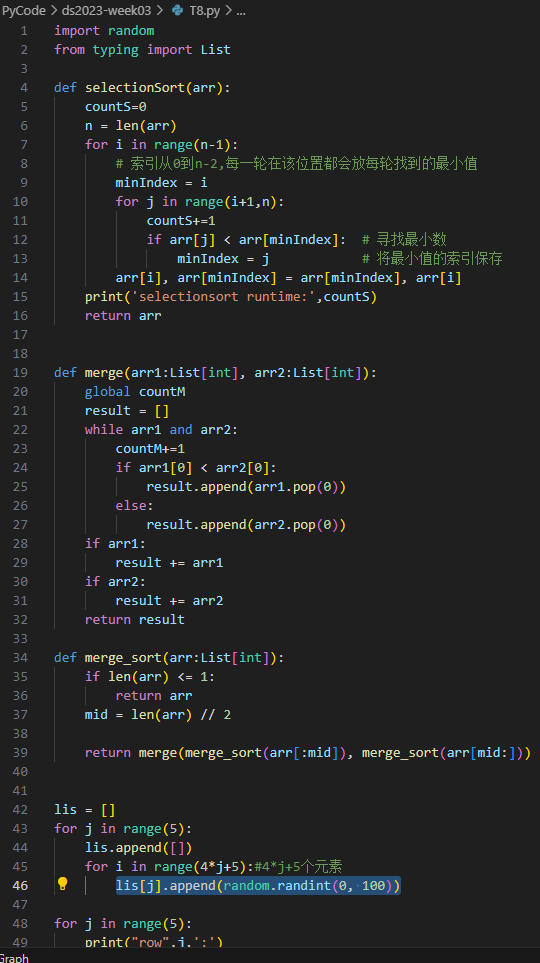 PyCode > ds2023-week03 > T8.py > ...
1 import random
2 from typing import List
3
4 def selectionSort(arr):
5     countS=0
6     n = len(arr)
7     for i in range(n-1):
8         # 索引从0到n-2,每一轮在该位置都会放每轮找到的最小值
9         minIndex = i
10         for j in range(i+1,n):
11             countS+=1
12             if arr[j] < arr[minIndex]:  # 寻找最小数
13                 minIndex = j            # 将最小值的索引保存
14         arr[i], arr[minIndex] = arr[minIndex], arr[i]
15     print('selectionsort runtime:',countS)
16     return arr
17
18
19 def merge(arr1:List[int], arr2:List[int]):
20     global countM
21     result = []
22     while arr1 and arr2:
23         countM+=1
24         if arr1[0] < arr2[0]:
25             result.append(arr1.pop(0))
26         else:
27             result.append(arr2.pop(0))
28     if arr1:
29         result += arr1
30     if arr2:
31         result += arr2
32     return result
33
34 def merge_sort(arr:List[int]):
35     if len(arr) <= 1:
36         return arr
37     mid = len(arr) // 2
38
39     return merge(merge_sort(arr[:mid]), merge_sort(arr[mid:]))
40
41
42 lis = []
43 for j in range(5):
44     lis.append([])
45     for i in range(4*j+5):#4*j+5个元素
46         lis[j].append(random.randint(0, 100))
47
48 for j in range(5):
49     print("row",j,':')
Graph